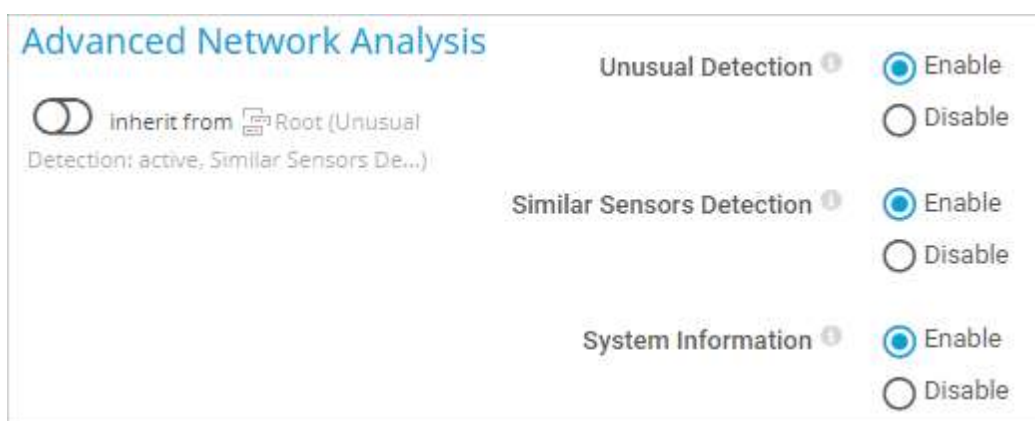 Advanced Network Analysis
inherit from Root (Unusual
Detection: active, Similar Sensors De...)
Unusual Detection
Enable
Disable
Similar Sensors Detection
Enable
Disable
System Information
Enable
Disable